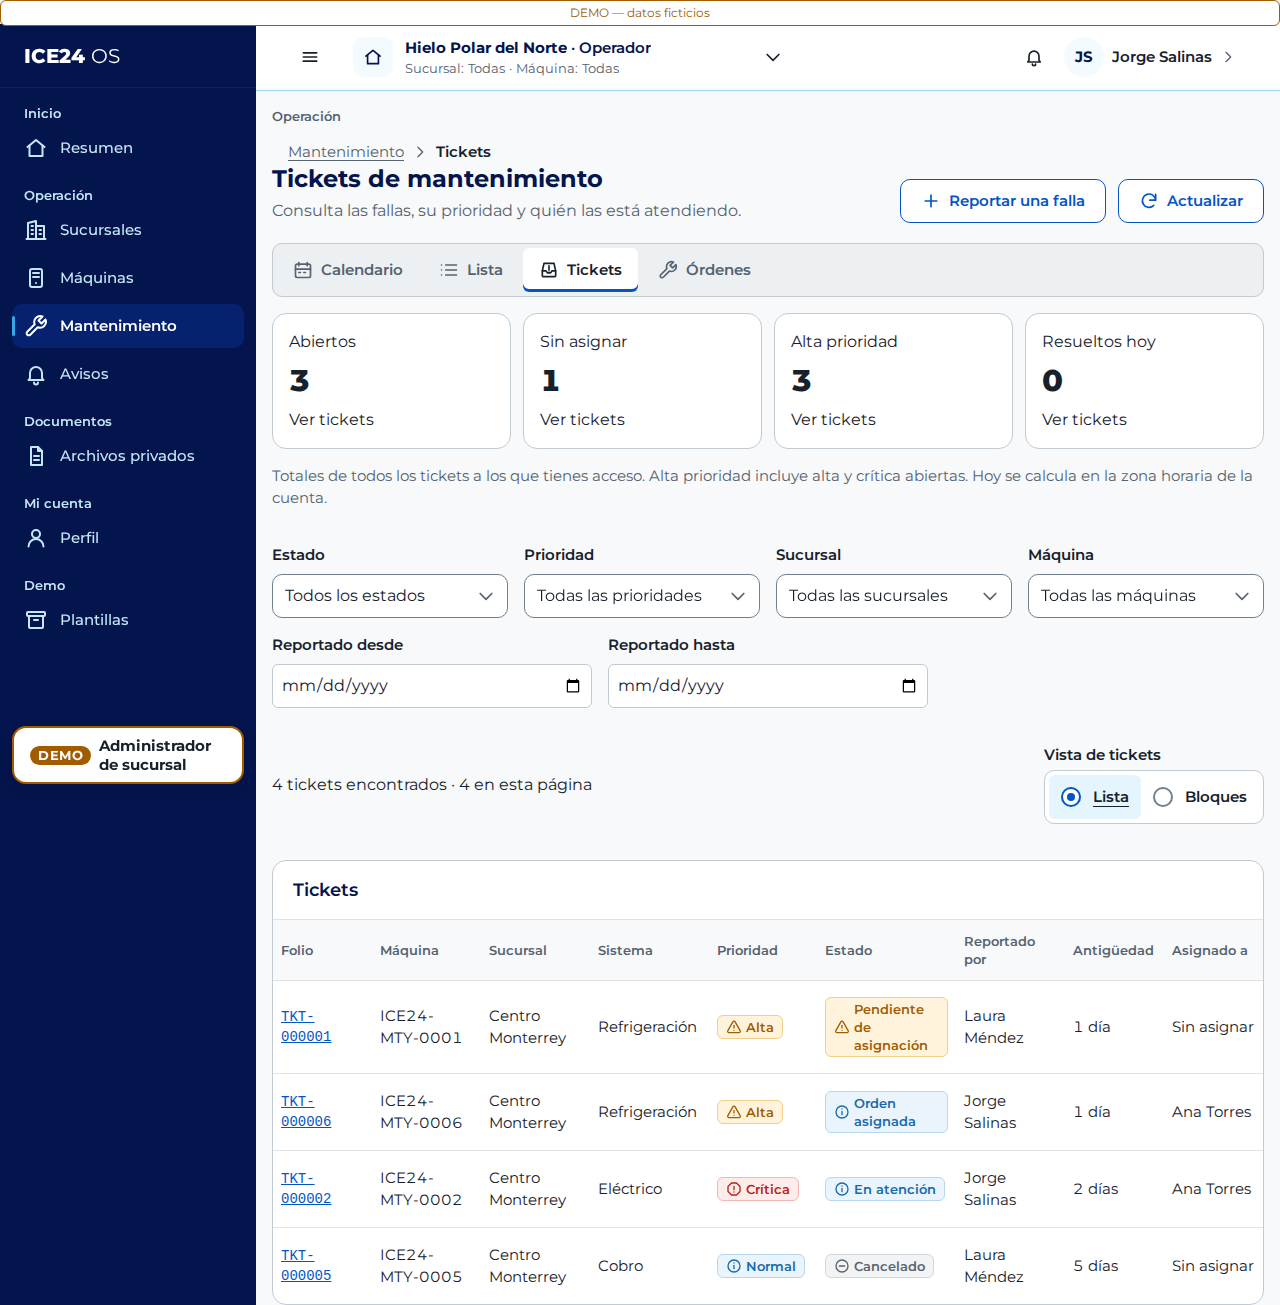 DEMO — datos ficticios
ICE24 OS
Inicio
Resumen
Operación
Sucursales
Máquinas
Mantenimiento
Avisos
Documentos
Archivos privados
Mi cuenta
Perfil
Demo
Plantillas
DEMO Administrador
de sucursal
Hielo Polar del Norte · Operador
Sucursal: Todas · Máquina: Todas
JS Jorge Salinas
Operación
Mantenimiento > Tickets
Tickets de mantenimiento
Consulta las fallas, su prioridad y quién las está atendiendo.
Reportar una falla
Actualizar
Calendario Lista Tickets Órdenes
Abiertos
3
Ver tickets
Sin asignar
1
Ver tickets
Alta prioridad
3
Ver tickets
Resueltos hoy
0
Ver tickets
Totales de todos los tickets a los que tienes acceso. Alta prioridad incluye alta y crítica abiertas. Hoy se calcula en la zona horaria de la
cuenta.
Estado
Todos los estados
Prioridad
Todas las prioridades
Sucursal
Todas las sucursales
Máquina
Todas las máquinas
Reportado desde
mm/dd/yyyy
Reportado hasta
mm/dd/yyyy
4 tickets encontrados · 4 en esta página
Vista de tickets
Lista Bloques
Tickets
Folio Máquina Sucursal Sistema Prioridad Estado Reportado por Antigüedad Asignado a
TKT-000001 ICE24-MTY-0001 Centro Monterrey Refrigeración Alta Pendiente de asignación Laura Méndez 1 día Sin asignar
TKT-000006 ICE24-MTY-0006 Centro Monterrey Refrigeración Alta Orden asignada Jorge Salinas 1 día Ana Torres
TKT-000002 ICE24-MTY-0002 Centro Monterrey Eléctrico Crítica En atención Jorge Salinas 2 días Ana Torres
TKT-000005 ICE24-MTY-0005 Centro Monterrey Cobro Normal Cancelado Laura Méndez 5 días Sin asignar